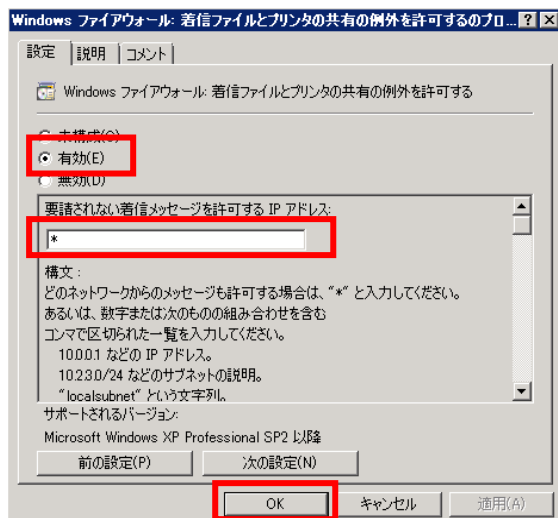 Windows ファイアウォール: 着信ファイルとプリンタの共有の例外を許可するのプロ...
設定 説明 コメント
Windows ファイアウォール: 着信ファイルとプリンタの共有の例外を許可する
未構成(C)
有効(E)
無効(D)
要請されない着信メッセージを許可する IP アドレス:
*
構文 :
どのネットワークからのメッセージも許可する場合は、"*" と入力してください。
あるいは、数字または次のものの組み合わせを含む
コンマで区切られた一覧を入力してください。
10.0.0.1 などの IP アドレス。
10.2.3.0/24 などのサブネットの説明。
"localsubnet" という文字列。
サポートされるバージョン:
Microsoft Windows XP Professional SP2 以降
前の設定(P) 次の設定(N)
OK キャンセル 適用(A)